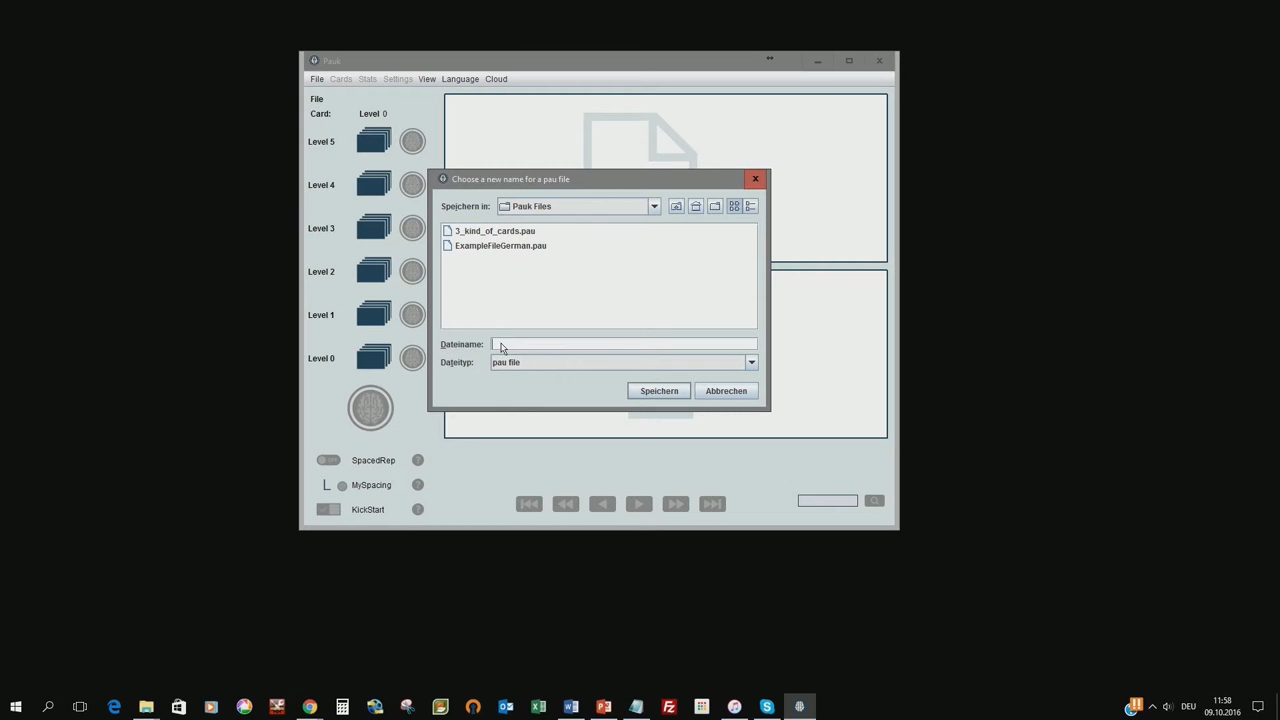 Pauk
File Cards Stats Settings View Language Cloud
File
Card: Level 0
Level 5
Level 4
Level 3
Level 2
Level 1
Level 0
Choose a new name for a pau file
Speichern in: Pauk Files
3_kind_of_cards.pau
ExampleFileGerman.pau
Dateiname:
Dateityp: pau file
Speichern Abbrechen
OFF SpacedRep ?
L MySpacing ?
KickStart ?
DEU
11:58
09.10.2016